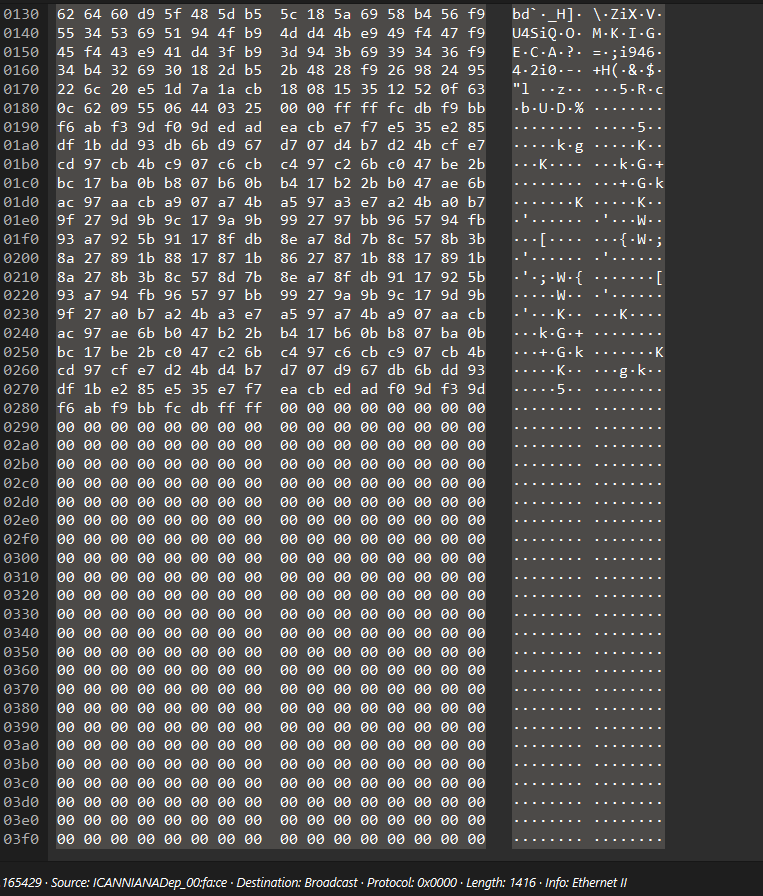 0130 62 64 60 d9 5f 48 5d b5 5c 18 5a 69 58 b4 56 f9 bd`·_H]· \·ZiX·V·
0140 55 34 53 69 51 94 4f b9 4d d4 4b e9 49 f4 47 f9 U4SiQ·O· M·K·I·G·
0150 45 f4 43 e9 41 d4 3f b9 3d 94 3b 69 39 34 36 f9 E·C·A·?· =·;i946·
0160 34 b4 32 69 30 18 2d b5 2b 48 28 f9 26 98 24 95 4·2i0·-· +H(·&·$·
0170 22 6c 20 e5 1d 7a 1a cb 18 08 15 35 12 52 0f 63 "l ··z·· ···5·R·c
0180 0c 62 09 55 06 44 03 25 00 00 ff ff fc db f9 bb ·b·U·D·% ········
0190 f6 ab f3 9d f0 9d ed ad ea cb e7 f7 e5 35 e2 85 ········ ·····5··
01a0 df 1b dd 93 db 6b d9 67 d7 07 d4 b7 d2 4b cf e7 ·····k·g ·····K··
01b0 cd 97 cb 4b c9 07 c6 cb c4 97 c2 6b c0 47 be 2b ···K···· ···k·G·+
01c0 bc 17 ba 0b b8 07 b6 0b b4 17 b2 2b b0 47 ae 6b ········ ···+·G·k
01d0 ac 97 aa cb a9 07 a7 4b a5 97 a3 e7 a2 4b a0 b7 ·······K ·····K··
01e0 9f 27 9d 9b 9c 17 9a 9b 99 27 97 bb 96 57 94 fb ·'······ ·'···W··
01f0 93 a7 92 5b 91 17 8f db 8e a7 8d 7b 8c 57 8b 3b ···[···· ···{·W·;
0200 8a 27 89 1b 88 17 87 1b 86 27 87 1b 88 17 89 1b ·'······ ·'······
0210 8a 27 8b 3b 8c 57 8d 7b 8e a7 8f db 91 17 92 5b ·'·;·W·{ ·······[
0220 93 a7 94 fb 96 57 97 bb 99 27 9a 9b 9c 17 9d 9b ·····W·· ·'······
0230 9f 27 a0 b7 a2 4b a3 e7 a5 97 a7 4b a9 07 aa cb ·'···K·· ···K····
0240 ac 97 ae 6b b0 47 b2 2b b4 17 b6 0b b8 07 ba 0b ···k·G·+ ········
0250 bc 17 be 2b c0 47 c2 6b c4 97 c6 cb c9 07 cb 4b ···+·G·k ·······K
0260 cd 97 cf e7 d2 4b d4 b7 d7 07 d9 67 db 6b dd 93 ·····K·· ···g·k··
0270 df 1b e2 85 e5 35 e7 f7 ea cb ed ad f0 9d f3 9d ·····5·· ········
0280 f6 ab f9 bb fc db ff ff 00 00 00 00 00 00 00 00 ········ ········
0290 00 00 00 00 00 00 00 00 00 00 00 00 00 00 00 00 ········ ········
02a0 00 00 00 00 00 00 00 00 00 00 00 00 00 00 00 00 ········ ········
02b0 00 00 00 00 00 00 00 00 00 00 00 00 00 00 00 00 ········ ········
02c0 00 00 00 00 00 00 00 00 00 00 00 00 00 00 00 00 ········ ········
02d0 00 00 00 00 00 00 00 00 00 00 00 00 00 00 00 00 ········ ········
02e0 00 00 00 00 00 00 00 00 00 00 00 00 00 00 00 00 ········ ········
02f0 00 00 00 00 00 00 00 00 00 00 00 00 00 00 00 00 ········ ········
0300 00 00 00 00 00 00 00 00 00 00 00 00 00 00 00 00 ········ ········
0310 00 00 00 00 00 00 00 00 00 00 00 00 00 00 00 00 ········ ········
0320 00 00 00 00 00 00 00 00 00 00 00 00 00 00 00 00 ········ ········
0330 00 00 00 00 00 00 00 00 00 00 00 00 00 00 00 00 ········ ········
0340 00 00 00 00 00 00 00 00 00 00 00 00 00 00 00 00 ········ ········
0350 00 00 00 00 00 00 00 00 00 00 00 00 00 00 00 00 ········ ········
0360 00 00 00 00 00 00 00 00 00 00 00 00 00 00 00 00 ········ ········
0370 00 00 00 00 00 00 00 00 00 00 00 00 00 00 00 00 ········ ········
0380 00 00 00 00 00 00 00 00 00 00 00 00 00 00 00 00 ········ ········
0390 00 00 00 00 00 00 00 00 00 00 00 00 00 00 00 00 ········ ········
03a0 00 00 00 00 00 00 00 00 00 00 00 00 00 00 00 00 ········ ········
03b0 00 00 00 00 00 00 00 00 00 00 00 00 00 00 00 00 ········ ········
03c0 00 00 00 00 00 00 00 00 00 00 00 00 00 00 00 00 ········ ········
03d0 00 00 00 00 00 00 00 00 00 00 00 00 00 00 00 00 ········ ········
03e0 00 00 00 00 00 00 00 00 00 00 00 00 00 00 00 00 ········ ········
03f0 00 00 00 00 00 00 00 00 00 00 00 00 00 00 00 00 ········ ········
165429 · Source: ICANNIANADep_00:fa:ce · Destination: Broadcast · Protocol: 0x0000 · Length: 1416 · Info: Ethernet II